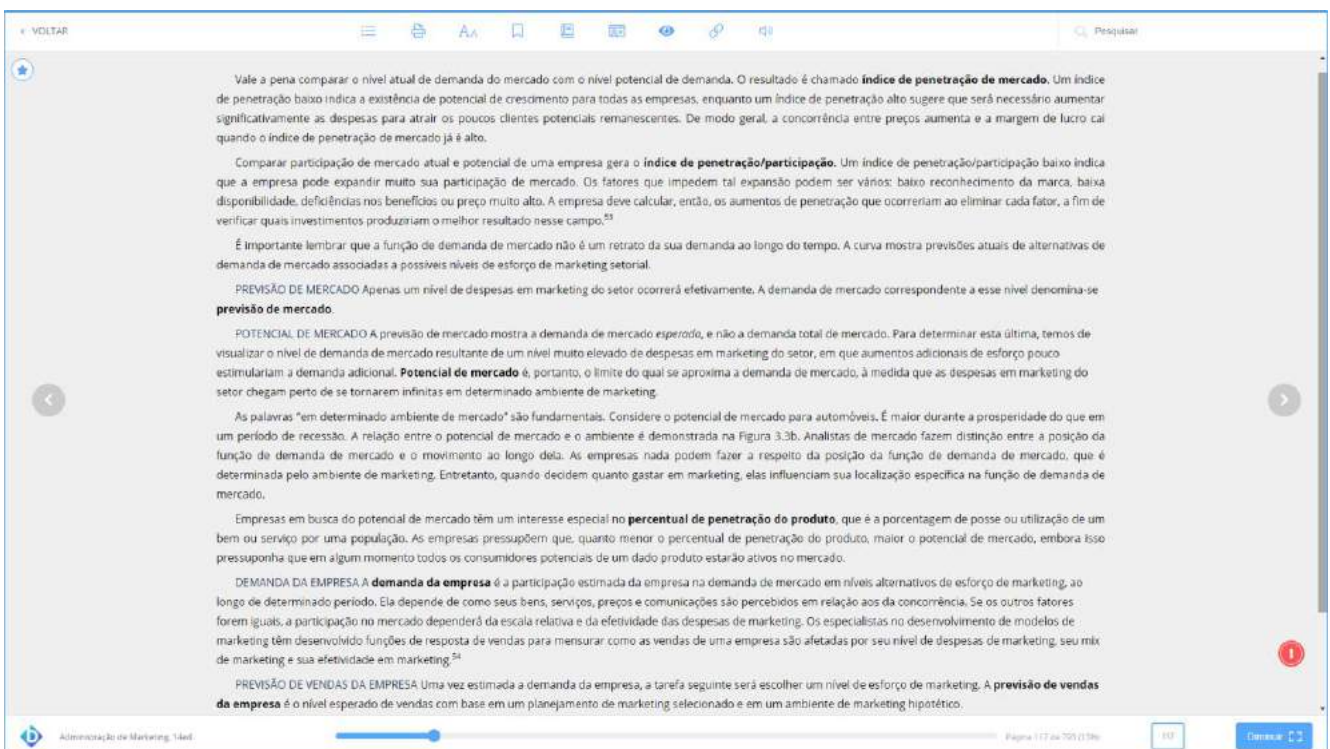 VOLTAR
Pesquisar
Vale a pena comparar o nível atual de demanda do mercado com o nível potencial de demanda. O resultado é chamado índice de penetração de mercado. Um índice
de penetração baixo indica a existência de potencial de crescimento para todas as empresas, enquanto um índice de penetração alto sugere que será necessário aumentar
significativamente as despesas para atrair os poucos clientes potenciais remanescentes. De modo geral, a concorrência entre preços aumenta e a margem de lucro cai
quando o índice de penetração de mercado já é alto.
Comparar participação de mercado atual e potencial de uma empresa gera o índice de penetração/participação. Um índice de penetração/participação baixo indica
que a empresa pode expandir muito sua participação de mercado. Os fatores que impedem tal expansão podem ser vários: baixo reconhecimento da marca, baixa
disponibilidade, deficiências nos benefícios ou preço muito alto. A empresa deve calcular, então, os aumentos de penetração que ocorreriam ao eliminar cada fator, a fim de
verificar quais investimentos produziriam o melhor resultado nesse campo.53
É importante lembrar que a função de demanda de mercado não é um retrato da sua demanda ao longo do tempo. A curva mostra previsões atuais de alternativas de
demanda de mercado associadas a possíveis níveis de esforço de marketing setorial.
PREVISÃO DE MERCADO Apenas um nível de despesas em marketing do setor ocorrerá efetivamente. A demanda de mercado correspondente a esse nível denomina-se
previsão de mercado.
POTENCIAL DE MERCADO A previsão de mercado mostra a demanda de mercado esperada, e não a demanda total de mercado. Para determinar esta última, temos de
visualizar o nível de demanda de mercado resultante de um nível muito elevado de despesas em marketing do setor, em que aumentos adicionais de esforço pouco
estimulariam a demanda adicional. Potencial de mercado é, portanto, o limite do qual se aproxima a demanda de mercado, à medida que as despesas em marketing do
setor chegam perto de se tornarem infinitas em determinado ambiente de marketing.
As palavras "em determinado ambiente de mercado" são fundamentais. Considere o potencial de mercado para automóveis. É maior durante a prosperidade do que em
um período de recessão. A relação entre o potencial de mercado e o ambiente é demonstrada na Figura 3.3b. Analistas de mercado fazem distinção entre a posição da
função de demanda de mercado e o movimento ao longo dela. As empresas nada podem fazer a respeito da posição da função de demanda de mercado, que é
determinada pelo ambiente de marketing. Entretanto, quando decidem quanto gastar em marketing, elas influenciam sua localização específica na função de demanda de
mercado.
Empresas em busca do potencial de mercado têm um interesse especial no percentual de penetração do produto, que é a porcentagem de posse ou utilização de um
bem ou serviço por uma população. As empresas pressupõem que, quanto menor o percentual de penetração do produto, maior o potencial de mercado, embora isso
pressuponha que em algum momento todos os consumidores potenciais de um dado produto estarão ativos no mercado.
DEMANDA DA EMPRESA A demanda da empresa é a participação estimada da empresa na demanda de mercado em níveis alternativos de esforço de marketing, ao
longo de determinado período. Ela depende de como seus bens, serviços, preços e comunicações são percebidos em relação aos da concorrência. Se os outros fatores
forem iguais, a participação no mercado dependerá da escala relativa e da efetividade das despesas de marketing. Os especialistas no desenvolvimento de modelos de
marketing têm desenvolvido funções de resposta de vendas para mensurar como as vendas de uma empresa são afetadas por seu nível de despesas de marketing, seu mix
de marketing e sua efetividade em marketing.54
PREVISÃO DE VENDAS DA EMPRESA Uma vez estimada a demanda da empresa, a tarefa seguinte será escolher um nível de esforço de marketing. A previsão de vendas
da empresa é o nível esperado de vendas com base em um planejamento de marketing selecionado e em um ambiente de marketing hipotético.
Administração de Marketing, 14ed
Página 117 de 795
117